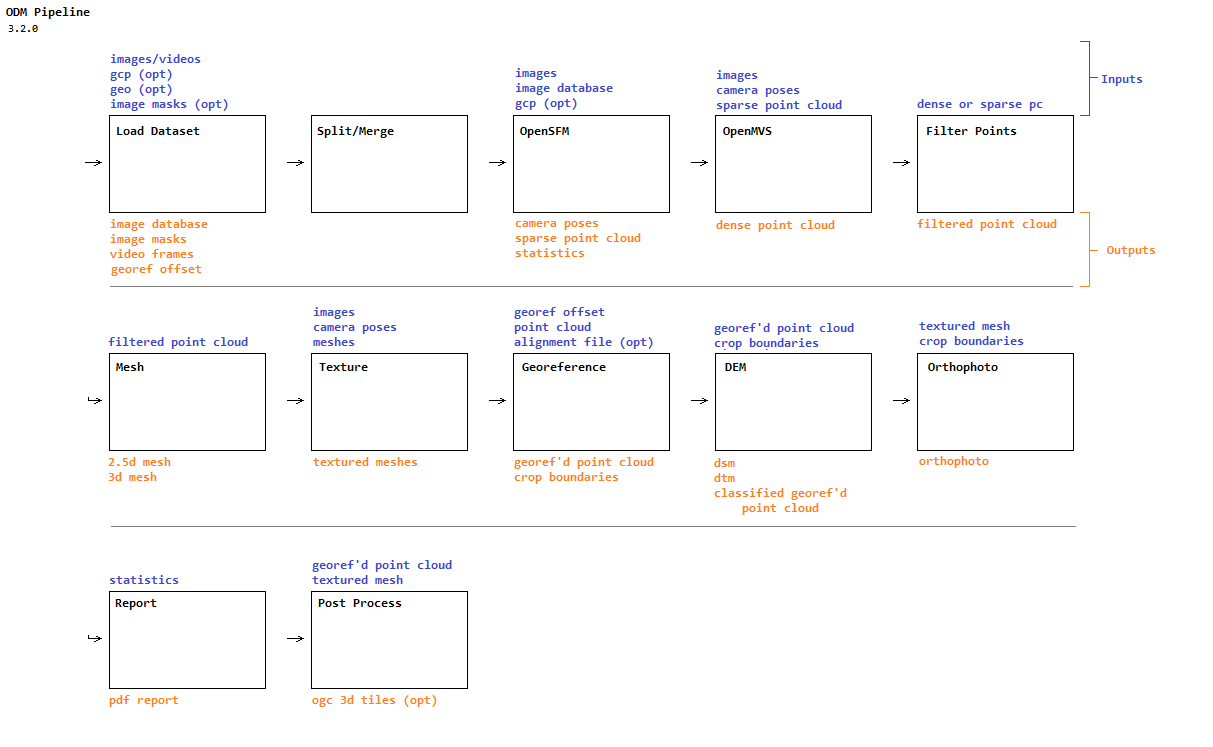 ODM Pipeline
3.2.0
images/videos
gcp (opt)
geo (opt)
image masks (opt)
Load Dataset
image database
image masks
video frames
georef offset
Split/Merge
images
image database
gcp (opt)
OpenSFM
camera poses
sparse point cloud
statistics
images
camera poses
sparse point cloud
OpenMVS
dense point cloud
dense or sparse pc
Filter Points
filtered point cloud
Inputs
Outputs
filtered point cloud
Mesh
2.5d mesh
3d mesh
images
camera poses
meshes
Texture
textured meshes
georef offset
point cloud
alignment file (opt)
Georeference
georef'd point cloud
crop boundaries
georef'd point cloud
crop boundaries
DEM
dsm
dtm
classified georef'd
point cloud
textured mesh
crop boundaries
Orthophoto
orthophoto
statistics
Report
pdf report
georef'd point cloud
textured mesh
Post Process
ogc 3d tiles (opt)